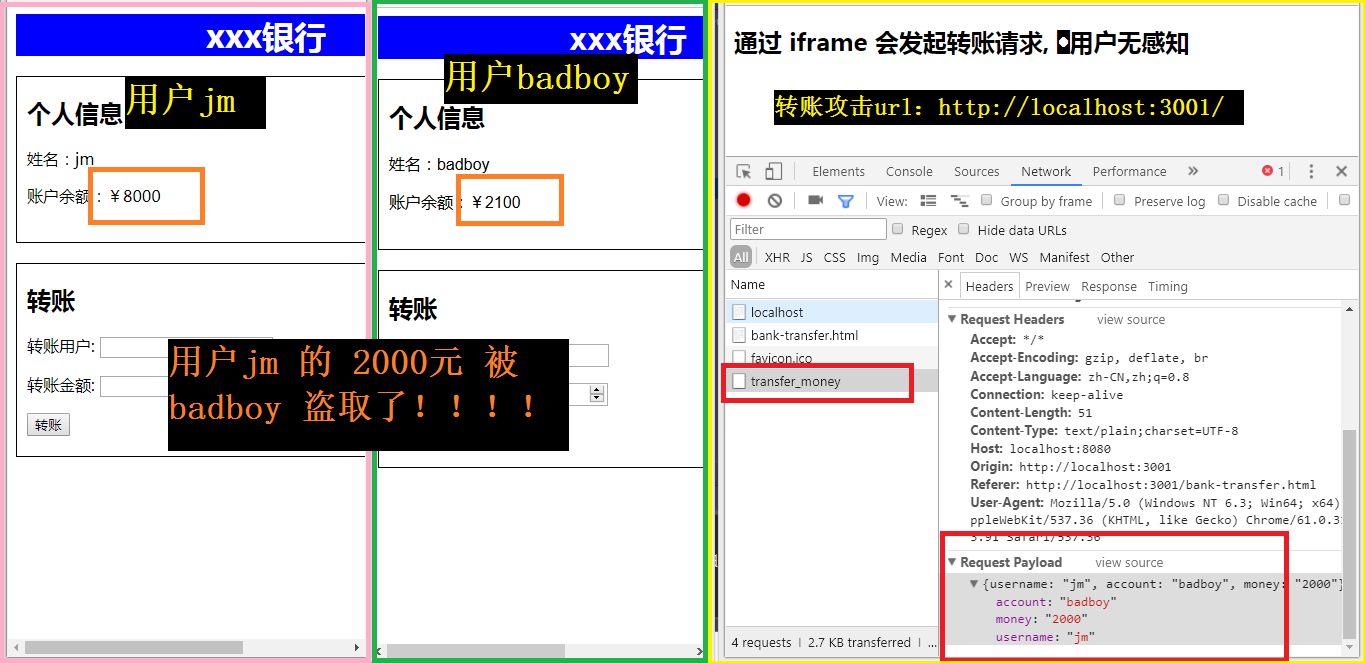 xxx银行
用户jm
个人信息
姓名：jm
账户余额：￥8000
转账
转账用户:
转账金额:
转账
xxx银行
用户badboy
个人信息
姓名：badboy
账户余额：￥2100
转账
用户jm 的 2000元 被
badboy 盗取了！！！！
通过 iframe 会发起转账请求, �用户无感知
转账攻击url：http://localhost:3001/
Elements Console Sources Network Performance » 1
View: Group by frame Preserve log Disable cache
Filter Regex Hide data URLs
All XHR JS CSS Img Media Font Doc WS Manifest Other
Name
localhost
bank-transfer.html
favicon.ico
transfer_money
4 requests | 2.7 KB transferred | ...
× Headers Preview Response Timing
Request Headers view source
Accept: */*
Accept-Encoding: gzip, deflate, br
Accept-Language: zh-CN,zh;q=0.8
Connection: keep-alive
Content-Length: 51
Content-Type: text/plain;charset=UTF-8
Host: localhost:8080
Origin: http://localhost:3001
Referer: http://localhost:3001/bank-transfer.html
User-Agent: Mozilla/5.0 (Windows NT 6.3; Win64; x64)
ppleWebKit/537.36 (KHTML, like Gecko) Chrome/61.0.3
3.91 Safari/537.36
Request Payload view source
{username: "jm", account: "badboy", money: "2000"}
account: "badboy"
money: "2000"
username: "jm"